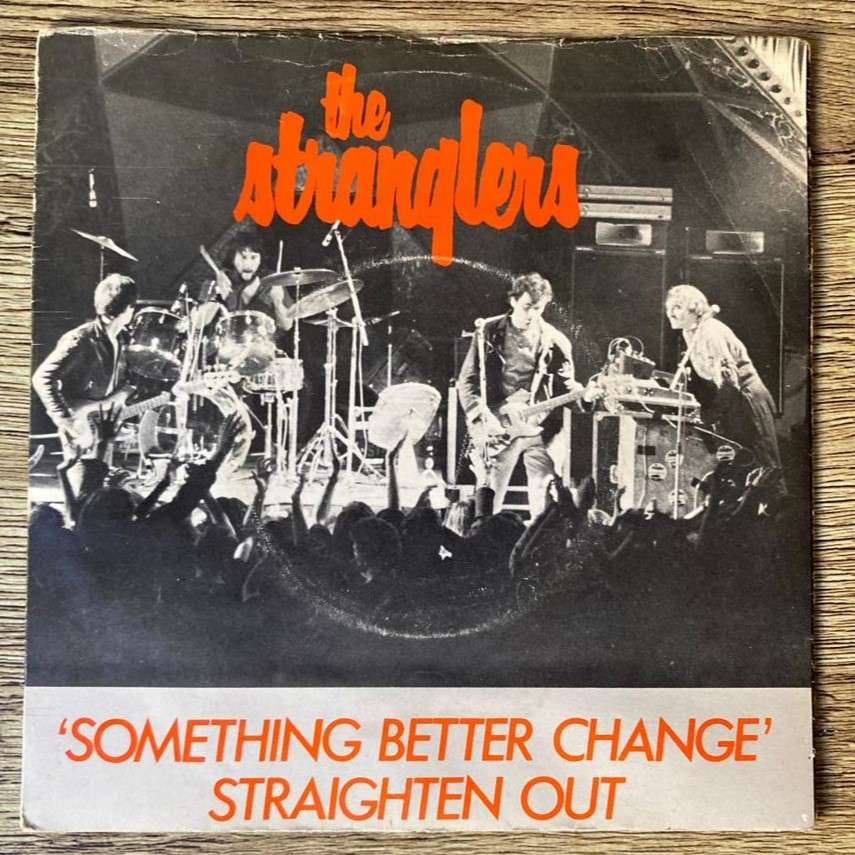 the
stranglers
‘SOMETHING BETTER CHANGE’
STRAIGHTEN OUT